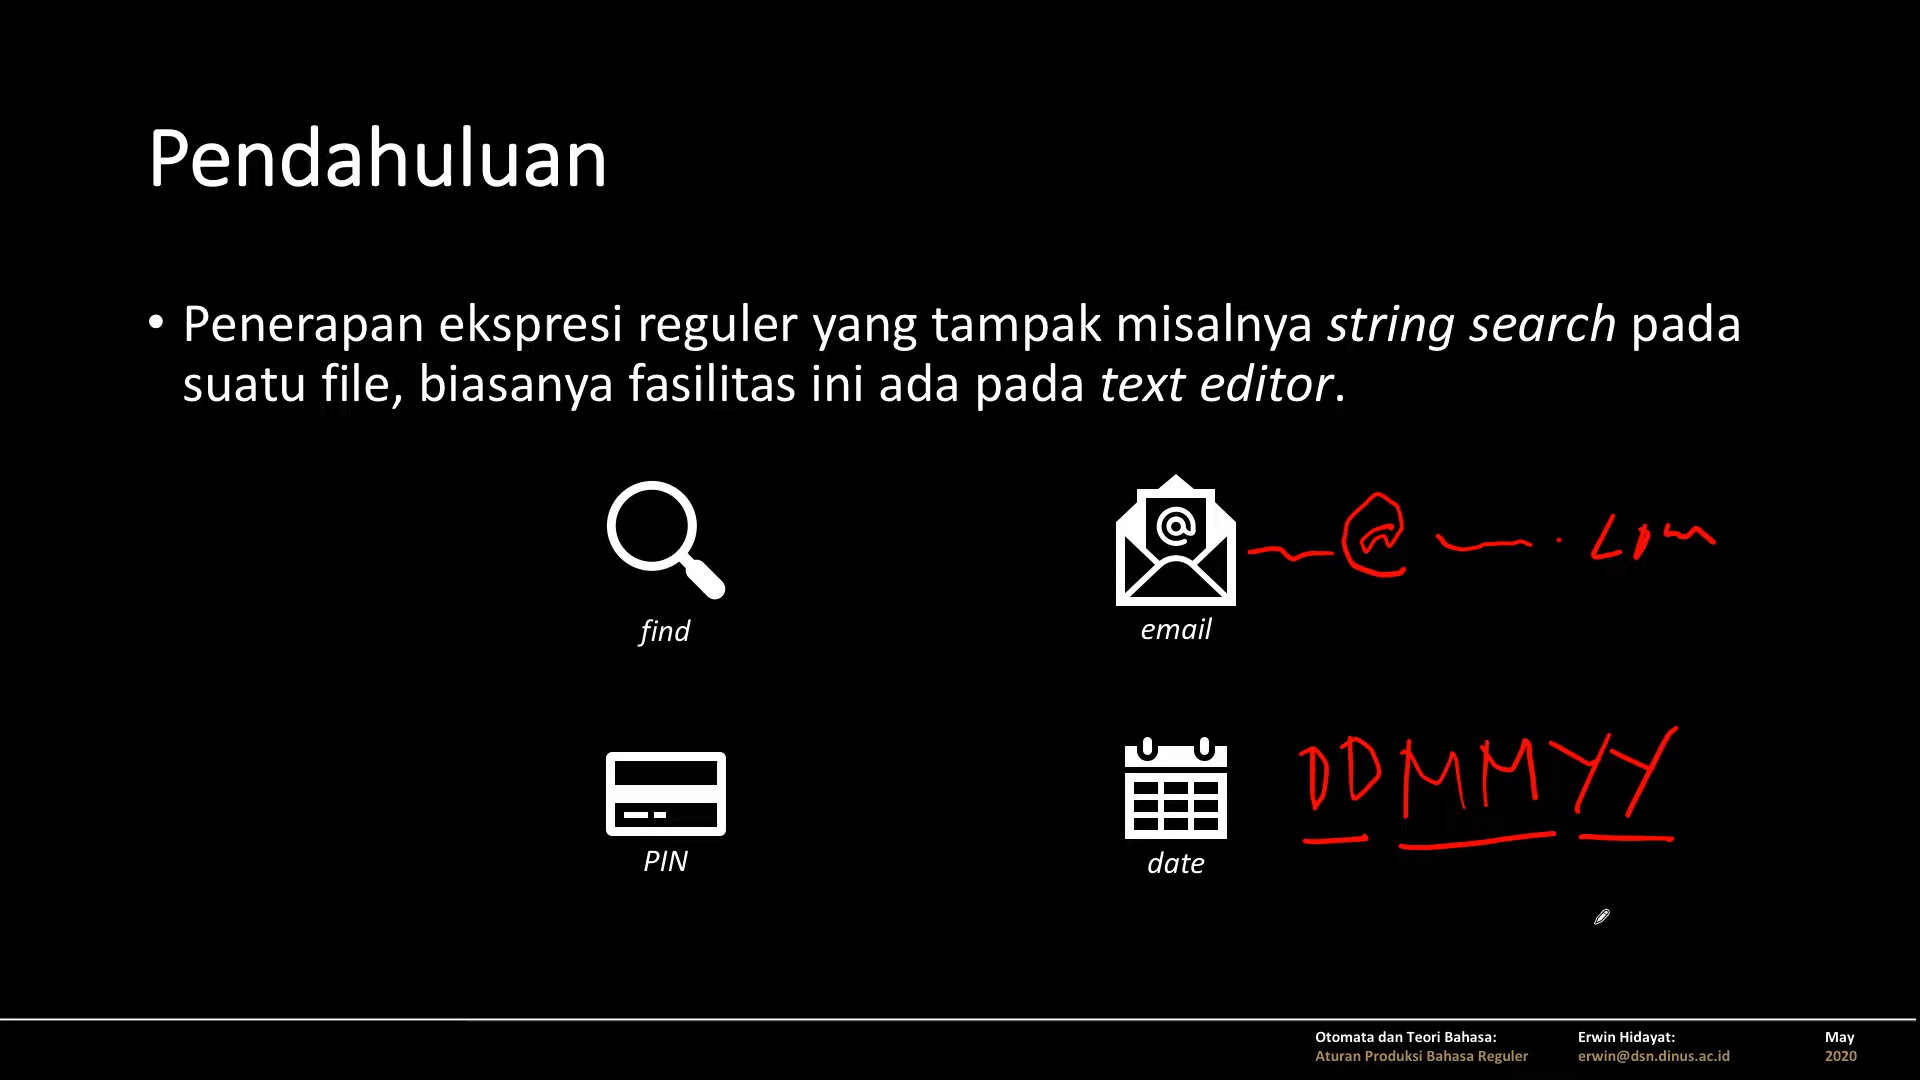 Pendahuluan
• Penerapan ekspresi reguler yang tampak misalnya string search pada
suatu file, biasanya fasilitas ini ada pada text editor.
@ . com
find
email
DDMMYY
PIN
date
Otomata dan Teori Bahasa:
Aturan Produksi Bahasa Reguler
Erwin Hidayat:
erwin@dsn.dinus.ac.id
May
2020